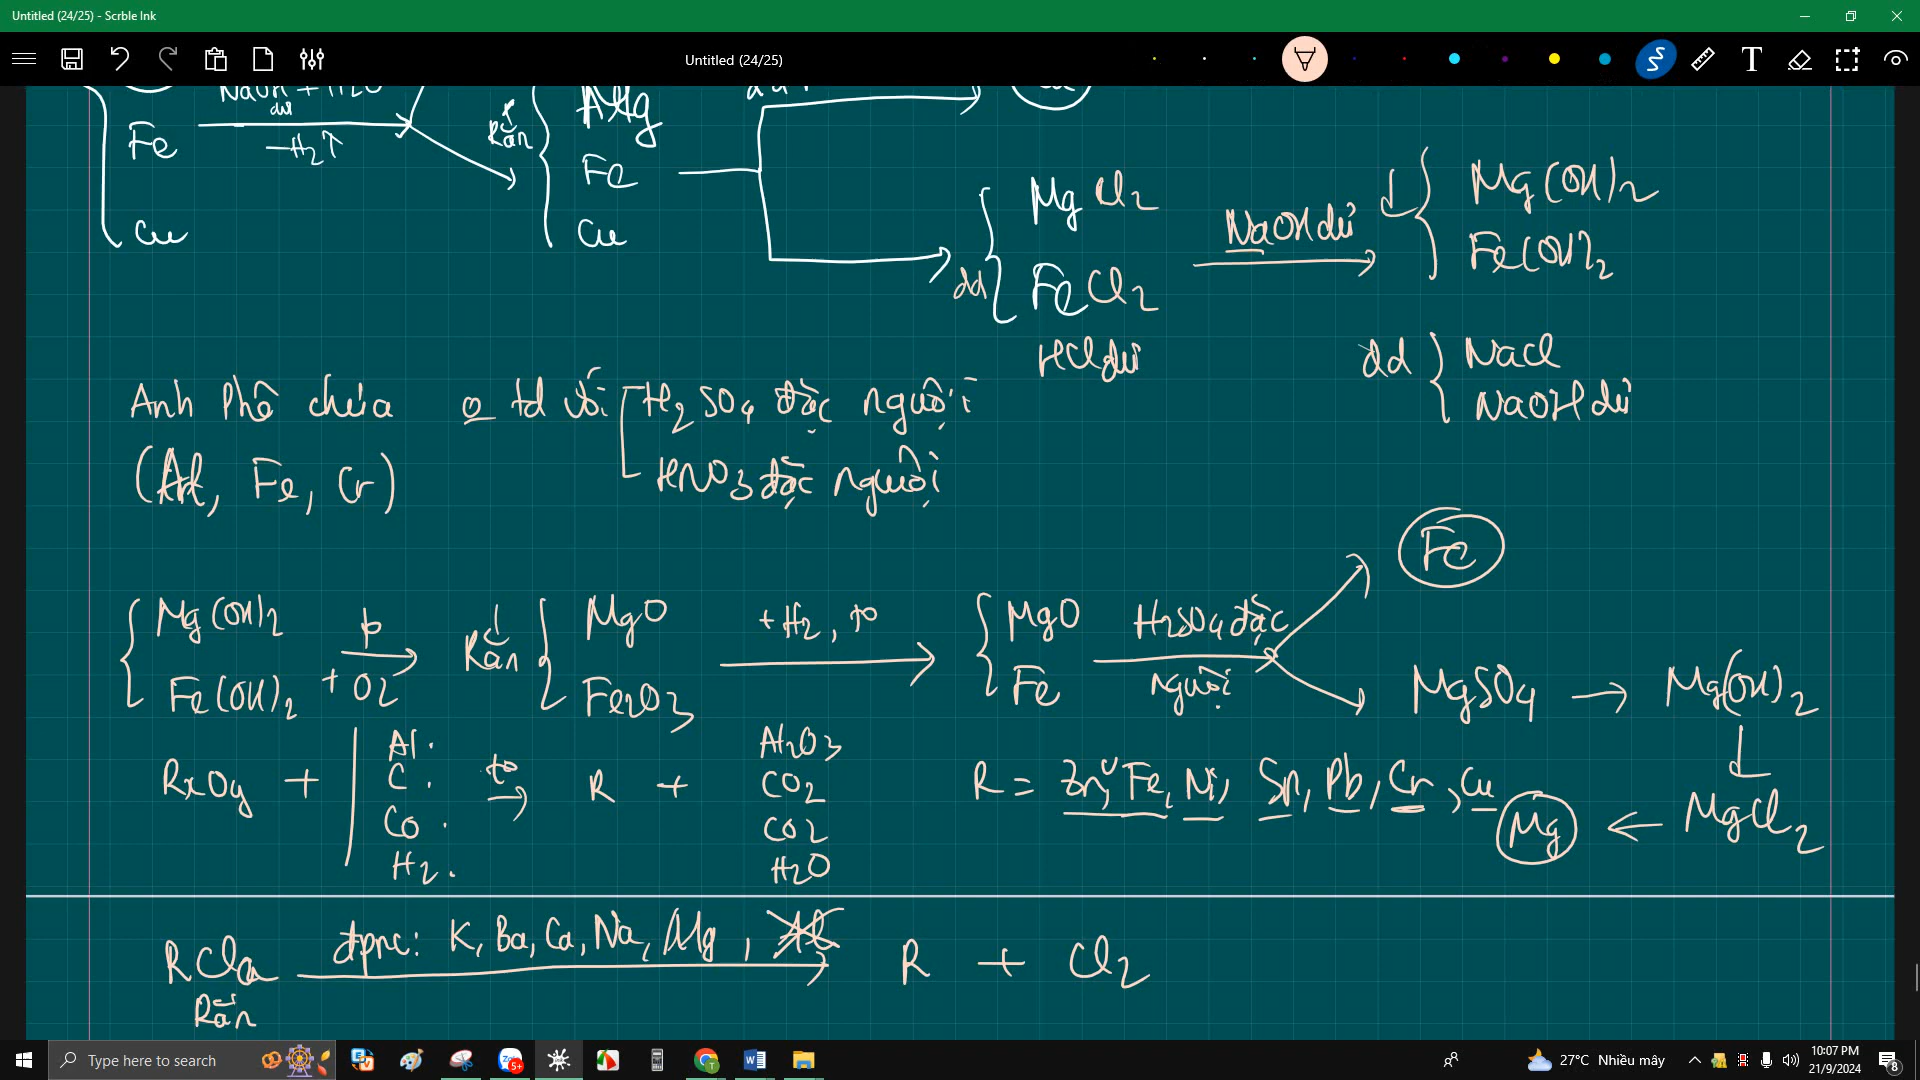 Untitled (24/25) - Scrble Ink
Untitled (24/25)
NaOH + H2O
dư
Fe
-H2↑
Rắn
Mg
Fe
Cu
Cu
dd
MgCl2
FeCl2
HCl dư
NaOH dư
↓
Mg(OH)2
Fe(OH)2
dd
NaCl
NaOH dư
Anh Phê chứa o td với H2SO4 đặc nguội
(Al, Fe, Cr) HNO3 đặc nguội
Mg(OH)2
Fe(OH)2
t°
+ O2
Rắn
MgO
Fe2O3
+ H2, t°
MgO
Fe
H2SO4 đặc
nguội
Fe
MgSO4 → Mg(OH)2
↓
Mg ← MgCl2
RxOy +
Al
C
CO
H2
t°
→
R +
Al2O3
CO2
CO2
H2O
R = Zn, Fe, Ni, Sn, Pb, Cr, Cu
RCla
Rắn
đpnc: K, Ba, Ca, Na, Mg, Al
R + Cl2
Type here to search
27°C Nhiều mây
10:07 PM
21/9/2024
8